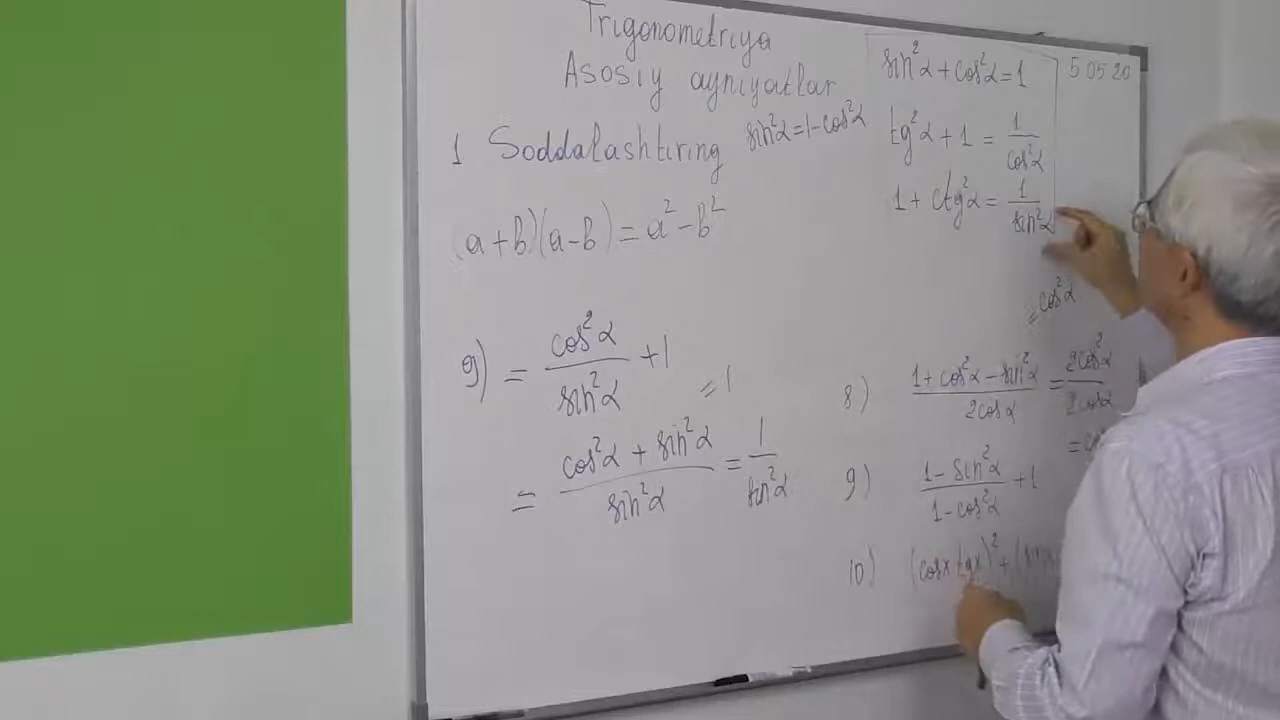 Trigonometriya
Asosiy ayniyatlar
1 Soddalashtiring
sin²α=1-cos²α
(a+b)(a-b)=a²-b²
sin²α+cos²α=1
tg²α+1=1/cos²α
1+ctg²α=1/sin²α
5 05 20
9) = cos²α/sin²α +1
=1
= (cos²α+sin²α)/sin²α = 1/sin²α
=cos²α
8) (1+cos²α-sin²α)/2cosα = 2cos²α/2cosα
9) (1-sin²α)/(1-cos²α) +1
10) (cosx tgx)²+